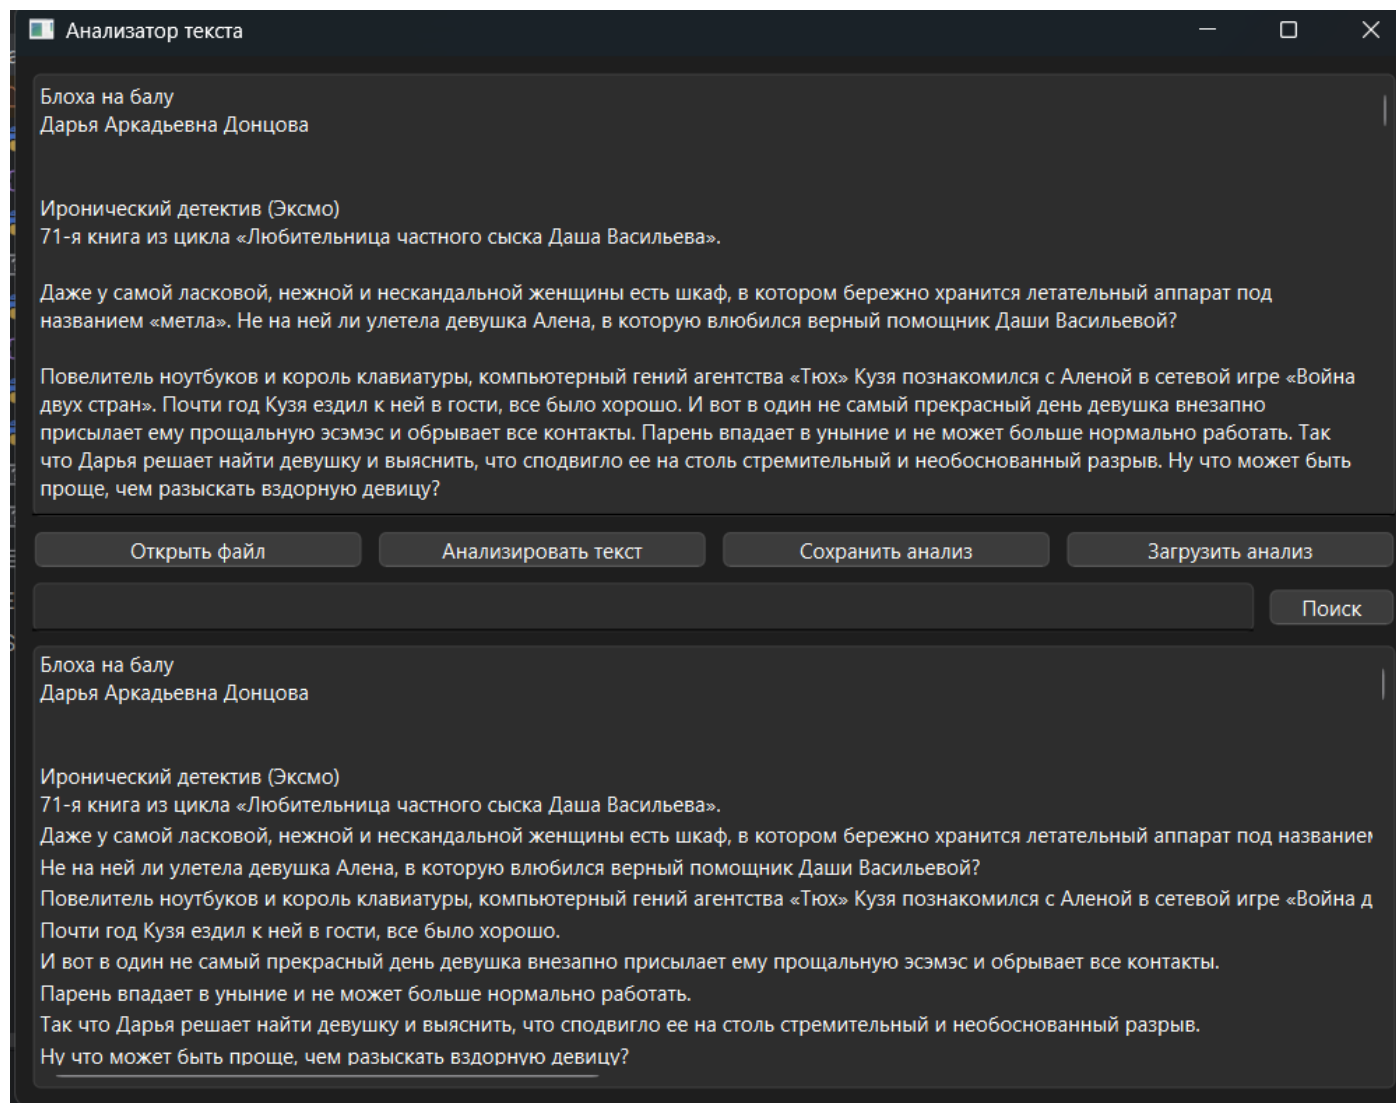 Анализатор текста
Блоха на балу
Дарья Аркадьевна Донцова
Иронический детектив (Эксмо)
71-я книга из цикла «Любительница частного сыска Даша Васильева».
Даже у самой ласковой, нежной и нескандальной женщины есть шкаф, в котором бережно хранится летательный аппарат под
названием «метла». Не на ней ли улетела девушка Алена, в которую влюбился верный помощник Даши Васильевой?
Повелитель ноутбуков и король клавиатуры, компьютерный гений агентства «Тюх» Кузя познакомился с Аленой в сетевой игре «Война
двух стран». Почти год Кузя ездил к ней в гости, все было хорошо. И вот в один не самый прекрасный день девушка внезапно
присылает ему прощальную эсэмэс и обрывает все контакты. Парень впадает в уныние и не может больше нормально работать. Так
что Дарья решает найти девушку и выяснить, что сподвигло ее на столь стремительный и необоснованный разрыв. Ну что может быть
проще, чем разыскать вздорную девицу?
Открыть файл
Анализировать текст
Сохранить анализ
Загрузить анализ
Поиск
Блоха на балу
Дарья Аркадьевна Донцова
Иронический детектив (Эксмо)
71-я книга из цикла «Любительница частного сыска Даша Васильева».
Даже у самой ласковой, нежной и нескандальной женщины есть шкаф, в котором бережно хранится летательный аппарат под названием
Не на ней ли улетела девушка Алена, в которую влюбился верный помощник Даши Васильевой?
Повелитель ноутбуков и король клавиатуры, компьютерный гений агентства «Тюх» Кузя познакомился с Аленой в сетевой игре «Война д
Почти год Кузя ездил к ней в гости, все было хорошо.
И вот в один не самый прекрасный день девушка внезапно присылает ему прощальную эсэмэс и обрывает все контакты.
Парень впадает в уныние и не может больше нормально работать.
Так что Дарья решает найти девушку и выяснить, что сподвигло ее на столь стремительный и необоснованный разрыв.
Ну что может быть проще, чем разыскать вздорную девицу?